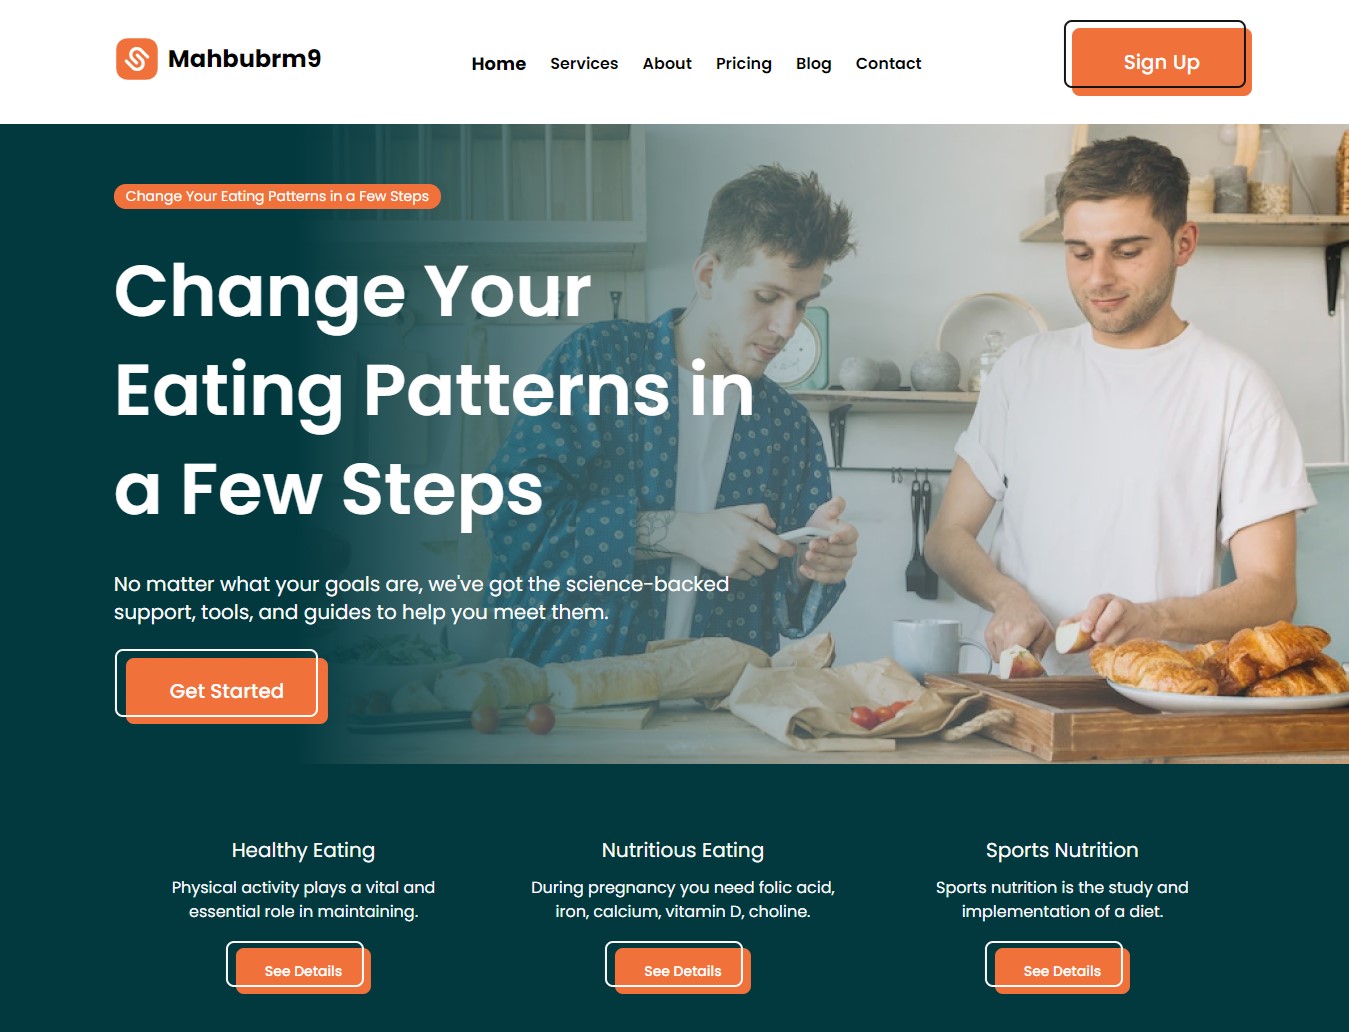 Mahbubrm9
Home Services About Pricing Blog Contact
Sign Up
Change Your Eating Patterns in a Few Steps
Change Your
Eating Patterns in
a Few Steps
No matter what your goals are, we've got the science-backed
support, tools, and guides to help you meet them.
Get Started
Healthy Eating
Physical activity plays a vital and
essential role in maintaining.
See Details
Nutritious Eating
During pregnancy you need folic acid,
iron, calcium, vitamin D, choline.
See Details
Sports Nutrition
Sports nutrition is the study and
implementation of a diet.
See Details